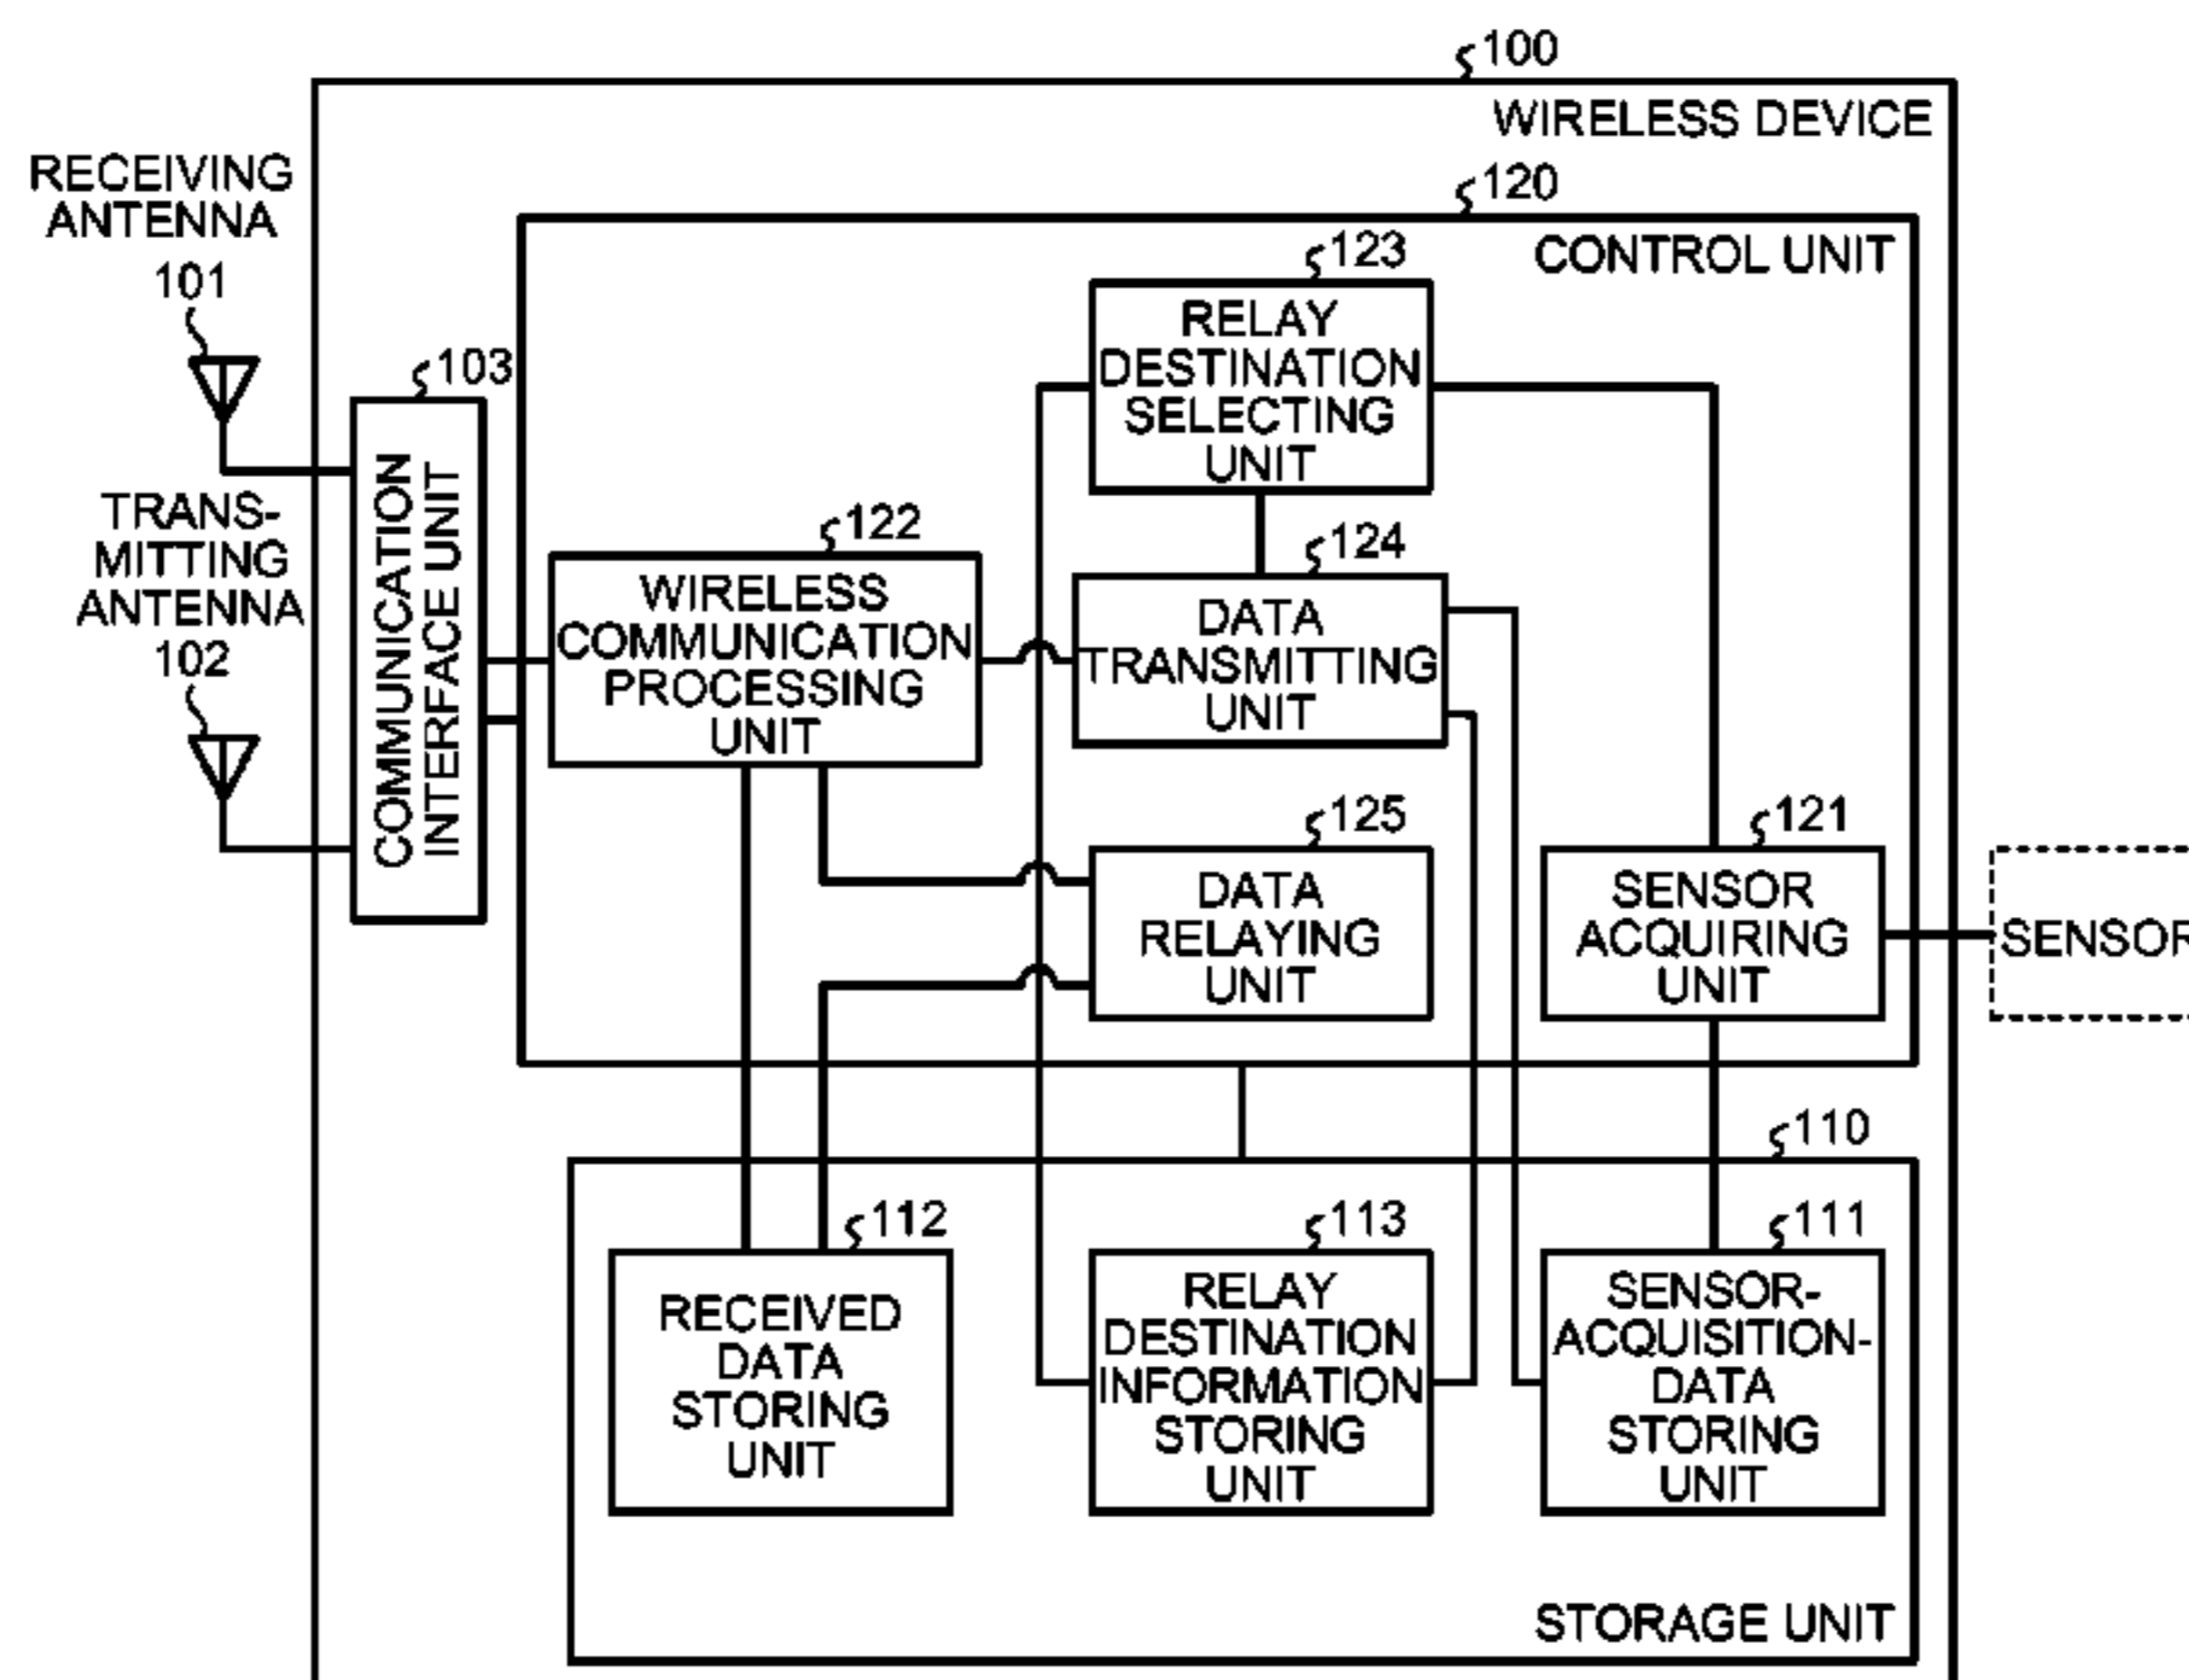 100
WIRELESS DEVICE
RECEIVING
ANTENNA
101
120
CONTROL UNIT
123
RELAY
DESTINATION
SELECTING
UNIT
103
COMMUNICATION
INTERFACE UNIT
TRANS-
MITTING
ANTENNA
102
122
WIRELESS
COMMUNICATION
PROCESSING
UNIT
124
DATA
TRANSMITTING
UNIT
125
DATA
RELAYING
UNIT
121
SENSOR
ACQUIRING
UNIT
SENSOR
110
112
RECEIVED
DATA
STORING
UNIT
113
RELAY
DESTINATION
INFORMATION
STORING
UNIT
111
SENSOR-
ACQUISITION-
DATA
STORING
UNIT
STORAGE UNIT